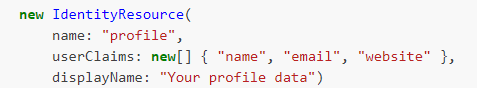 new IdentityResource(
    name: "profile",
    userClaims: new[] { "name", "email", "website" },
    displayName: "Your profile data")